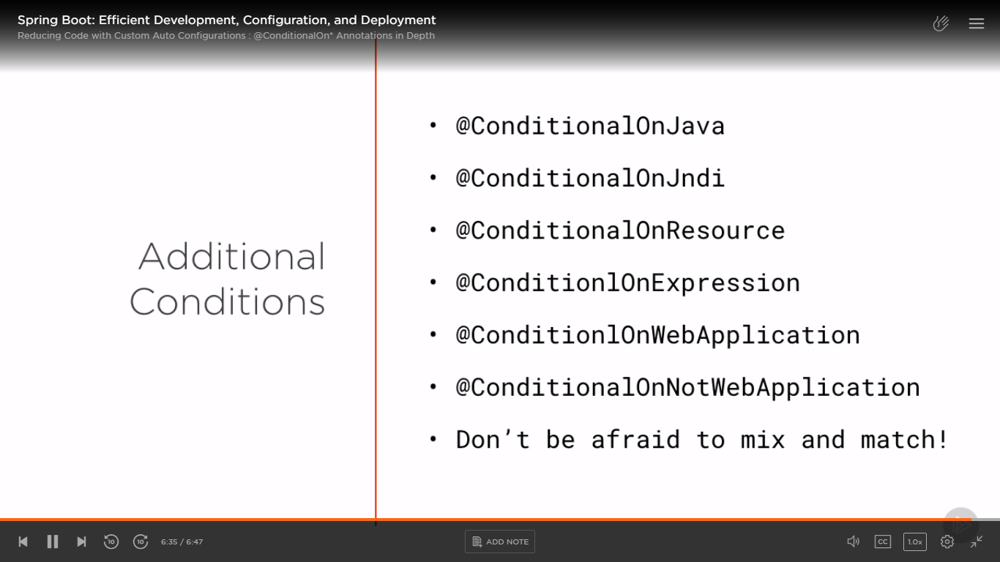 Spring Boot: Efficient Development, Configuration, and Deployment
Reducing Code with Custom Auto Configurations : @ConditionalOn* Annotations in Depth
Additional
Conditions
• @ConditionalOnJava
• @ConditionalOnJndi
• @ConditionalOnResource
• @ConditionlOnExpression
• @ConditionlOnWebApplication
• @ConditionalOnNotWebApplication
• Don’t be afraid to mix and match!
10 10 6:35 / 6:47 ADD NOTE CC 1.0x